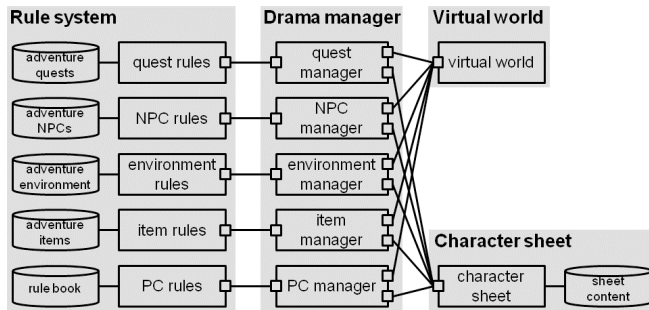 Rule system
Drama manager
Virtual world
adventure
quests
quest rules
quest
manager
virtual world
adventure
NPCs
NPC rules
NPC
manager
adventure
environment
environment
rules
environment
manager
adventure
items
item rules
item
manager
Character sheet
rule book
PC rules
PC manager
character
sheet
sheet
content